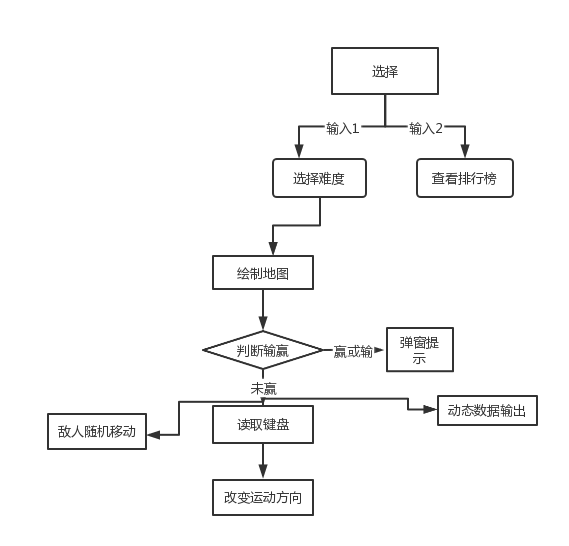 选择
输入1
输入2
选择难度
查看排行榜
绘制地图
判断输赢
赢或输
弹窗提
示
未赢
动态数据输出
敌人随机移动
读取键盘
改变运动方向